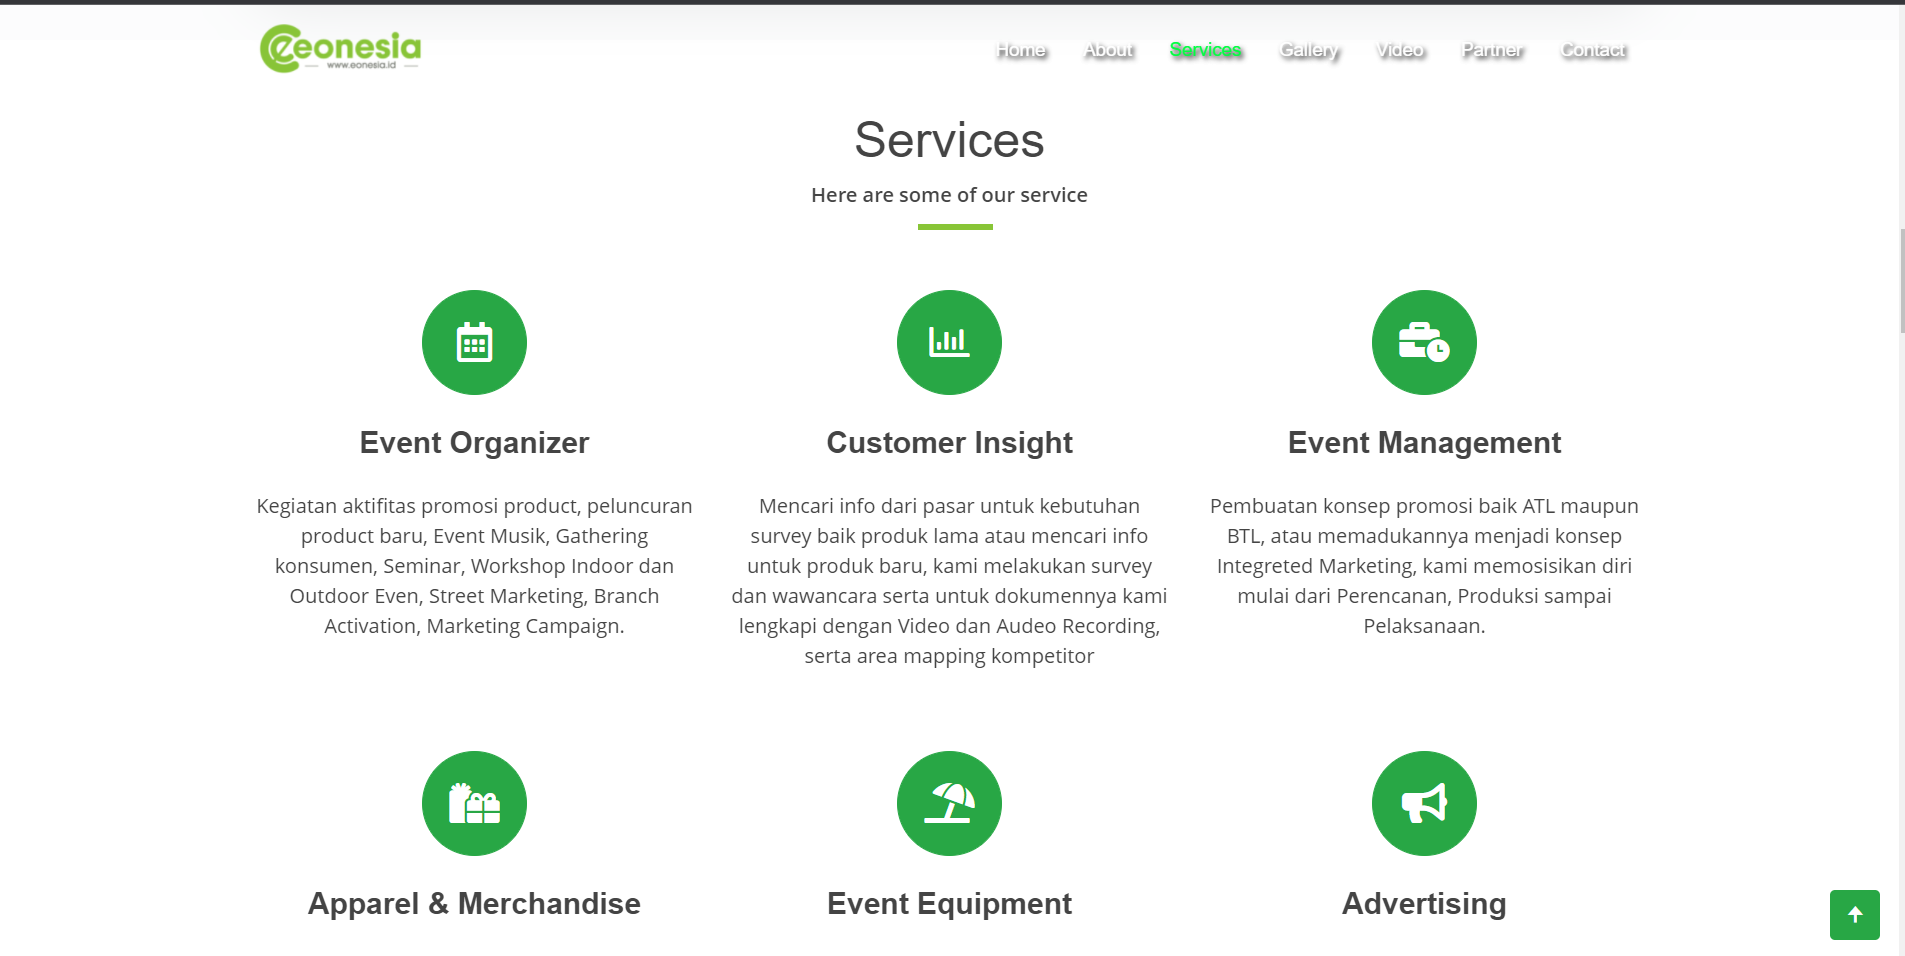 eonesia
www.eonesia.id
Home About Services Gallery Video Partner Contact
Services
Here are some of our service
Event Organizer
Kegiatan aktifitas promosi product, peluncuran
product baru, Event Musik, Gathering
konsumen, Seminar, Workshop Indoor dan
Outdoor Even, Street Marketing, Branch
Activation, Marketing Campaign.
Customer Insight
Mencari info dari pasar untuk kebutuhan
survey baik produk lama atau mencari info
untuk produk baru, kami melakukan survey
dan wawancara serta untuk dokumennya kami
lengkapi dengan Video dan Audeo Recording,
serta area mapping kompetitor
Event Management
Pembuatan konsep promosi baik ATL maupun
BTL, atau memadukannya menjadi konsep
Integreted Marketing, kami memosisikan diri
mulai dari Perencanan, Produksi sampai
Pelaksanaan.
Apparel & Merchandise
Event Equipment
Advertising